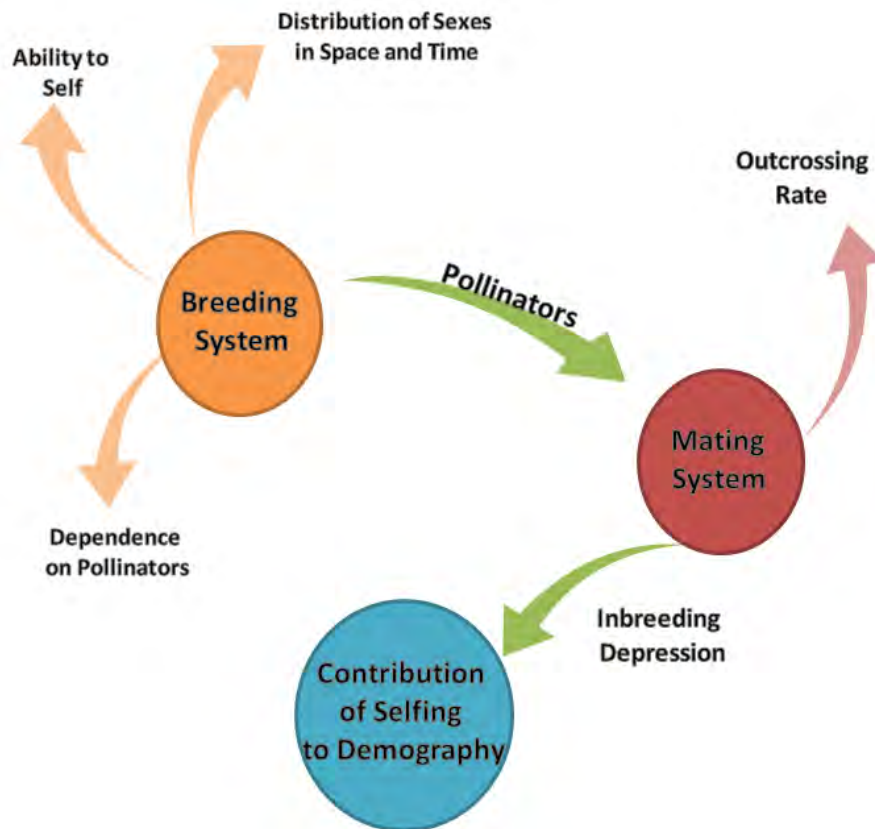 Distribution of Sexes
in Space and Time
Ability to
Self
Outcrossing
Rate
Pollinators
Breeding
System
Mating
System
Dependence
on Pollinators
Inbreeding
Depression
Contribution
of Selfing
to Demography